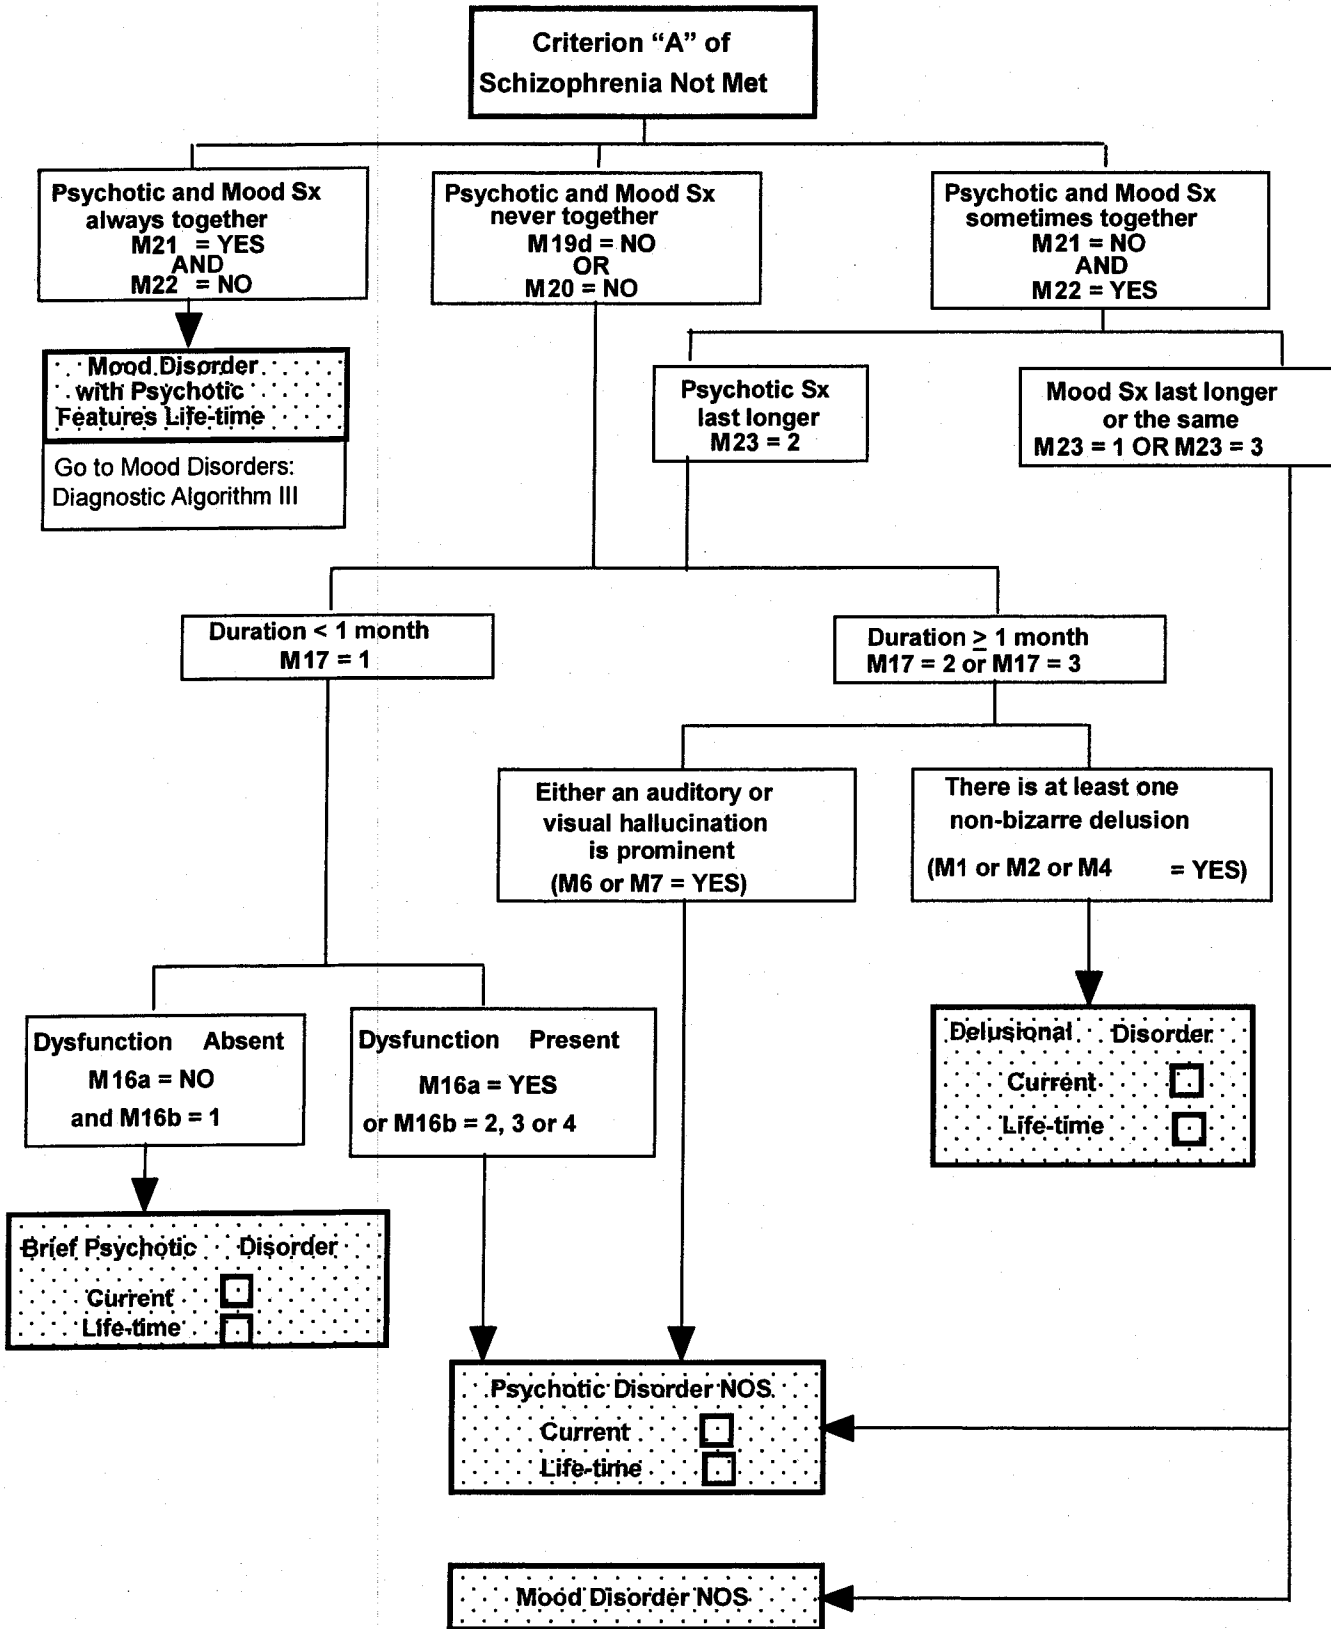 Criterion “A” of
Schizophrenia Not Met
Psychotic and Mood Sx
always together
M21 = YES
AND
M22 = NO
Psychotic and Mood Sx
never together
M19d = NO
OR
M20 = NO
Psychotic and Mood Sx
sometimes together
M21 = NO
AND
M22 = YES
Mood Disorder
with Psychotic
Features Life-time
Go to Mood Disorders:
Diagnostic Algorithm III
Psychotic Sx
last longer
M23 = 2
Mood Sx last longer
or the same
M23 = 1 OR M23 = 3
Duration < 1 month
M17 = 1
Duration ≥ 1 month
M17 = 2 or M17 = 3
Either an auditory or
visual hallucination
is prominent
(M6 or M7 = YES)
There is at least one
non-bizarre delusion
(M1 or M2 or M4 = YES)
Dysfunction Absent
M16a = NO
and M16b = 1
Dysfunction Present
M16a = YES
or M16b = 2, 3 or 4
Delusional Disorder
Current
Life-time
Brief Psychotic Disorder
Current
Life-time
Psychotic Disorder NOS
Current
Life-time
Mood Disorder NOS